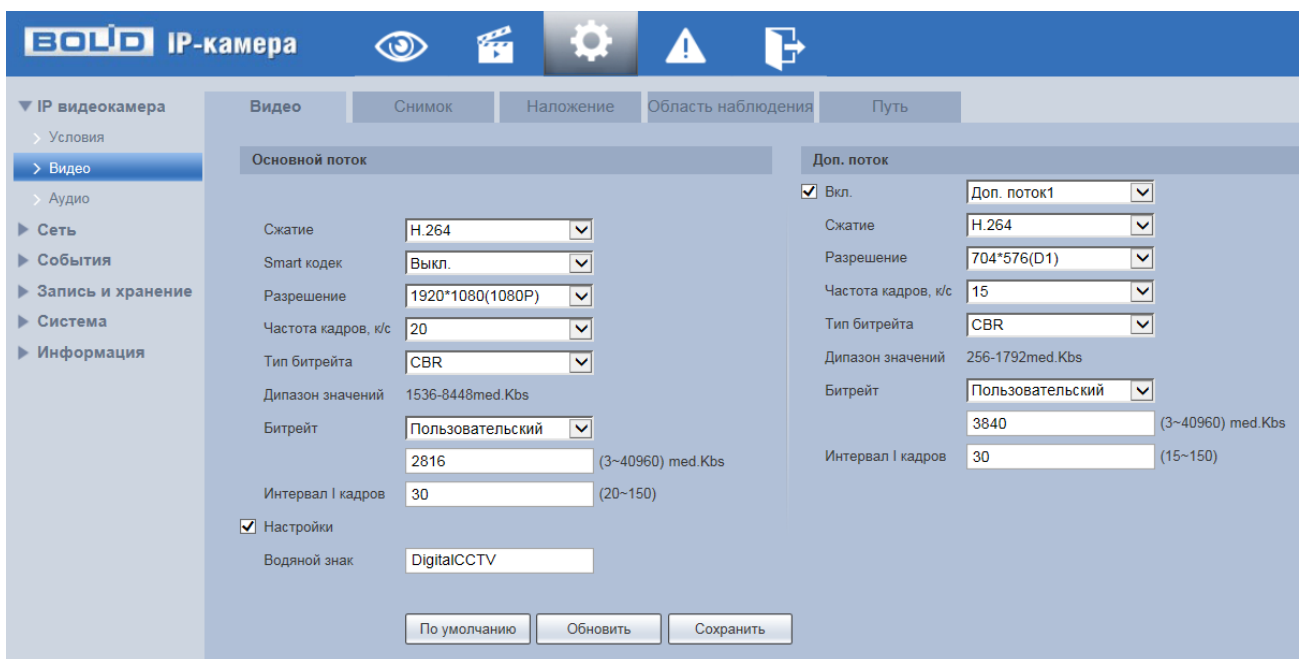 BOLID IP-камера
IP видеокамера
Условия
Видео
Аудио
Сеть
События
Запись и хранение
Система
Информация
Видео Снимок Наложение Область наблюдения Путь
Основной поток
Сжатие H.264
Smart кодек Выкл.
Разрешение 1920*1080(1080P)
Частота кадров, к/с 20
Тип битрейта CBR
Дипазон значений 1536-8448med.Kbs
Битрейт Пользовательский
2816 (3~40960) med.Kbs
Интервал I кадров 30 (20~150)
Настройки
Водяной знак DigitalCCTV
По умолчанию Обновить Сохранить
Доп. поток
Вкл. Доп. поток1
Сжатие H.264
Разрешение 704*576(D1)
Частота кадров, к/с 15
Тип битрейта CBR
Дипазон значений 256-1792med.Kbs
Битрейт Пользовательский
3840 (3~40960) med.Kbs
Интервал I кадров 30 (15~150)